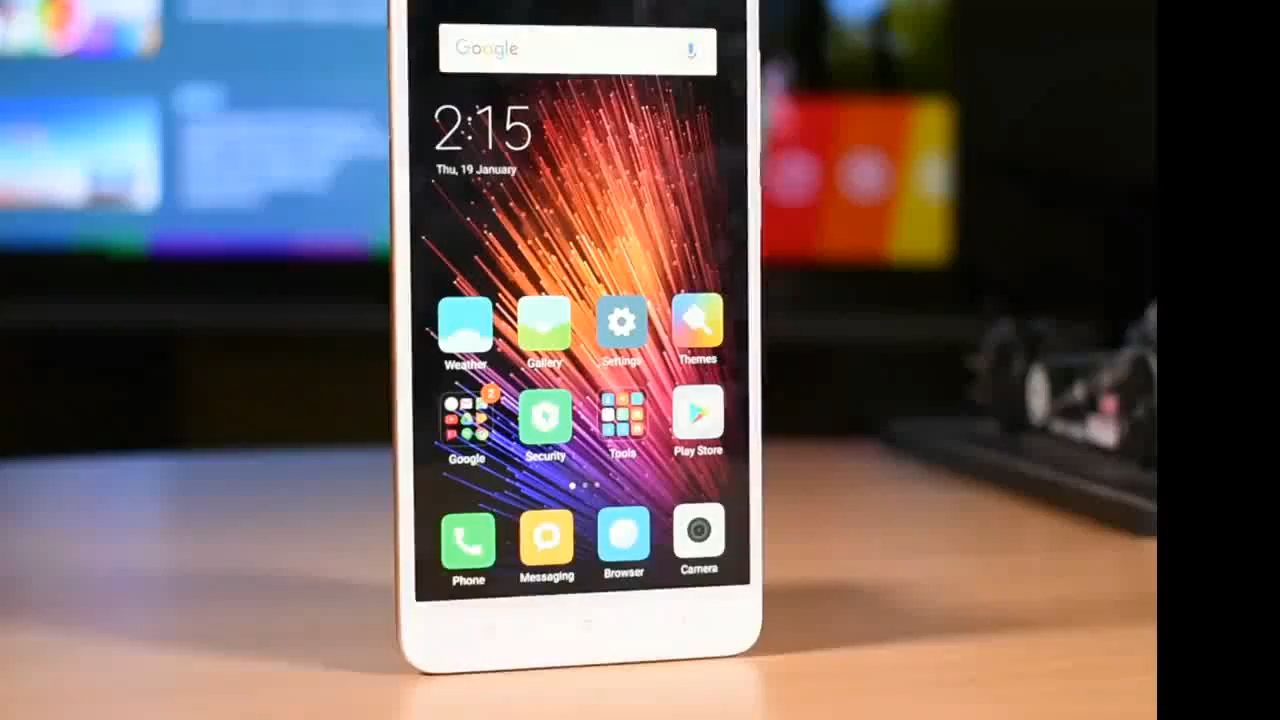 Google
2:15
Thu, 19 January
Weather Gallery Settings Themes
2
Google Security Tools Play Store
Phone Messaging Browser Camera